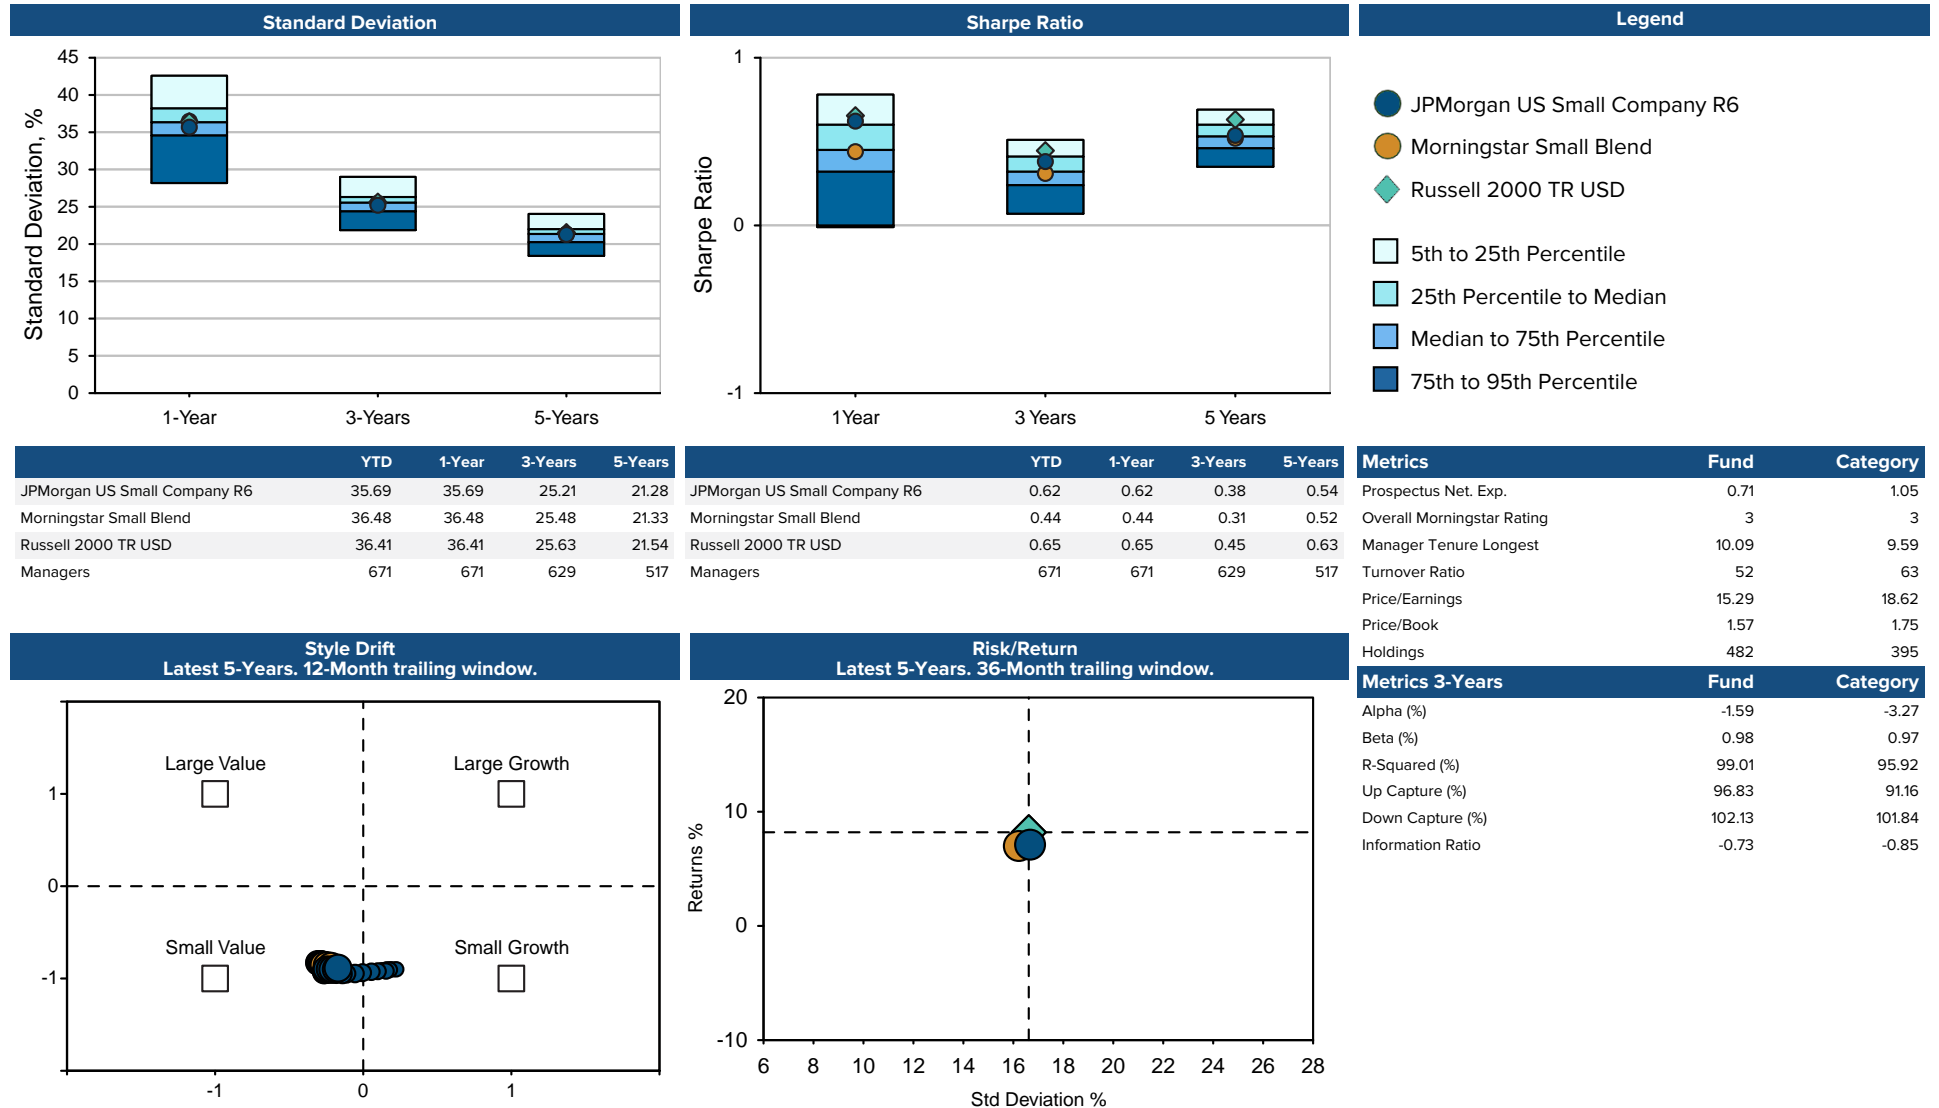 Standard Deviation
45
40
35
30
25
20
15
10
5
0
Standard Deviation, %
1-Year 3-Years 5-Years
Sharpe Ratio
1
0
-1
Sharpe Ratio
1Year 3 Years 5 Years
Legend
JPMorgan US Small Company R6
Morningstar Small Blend
Russell 2000 TR USD
5th to 25th Percentile
25th Percentile to Median
Median to 75th Percentile
75th to 95th Percentile
YTD 1-Year 3-Years 5-Years
JPMorgan US Small Company R6 35.69 35.69 25.21 21.28
Morningstar Small Blend 36.48 36.48 25.48 21.33
Russell 2000 TR USD 36.41 36.41 25.63 21.54
Managers 671 671 629 517
YTD 1-Year 3-Years 5-Years
JPMorgan US Small Company R6 0.62 0.62 0.38 0.54
Morningstar Small Blend 0.44 0.44 0.31 0.52
Russell 2000 TR USD 0.65 0.65 0.45 0.63
Managers 671 671 629 517
Metrics Fund Category
Prospectus Net. Exp. 0.71 1.05
Overall Morningstar Rating 3 3
Manager Tenure Longest 10.09 9.59
Turnover Ratio 52 63
Price/Earnings 15.29 18.62
Price/Book 1.57 1.75
Holdings 482 395
Metrics 3-Years Fund Category
Alpha (%) -1.59 -3.27
Beta (%) 0.98 0.97
R-Squared (%) 99.01 95.92
Up Capture (%) 96.83 91.16
Down Capture (%) 102.13 101.84
Information Ratio -0.73 -0.85
Style Drift
Latest 5-Years. 12-Month trailing window.
Large Value Large Growth
1
0
Small Value Small Growth
-1
-1 0 1
Risk/Return
Latest 5-Years. 36-Month trailing window.
20
10
0
-10
Returns %
6 8 10 12 14 16 18 20 22 24 26 28
Std Deviation %